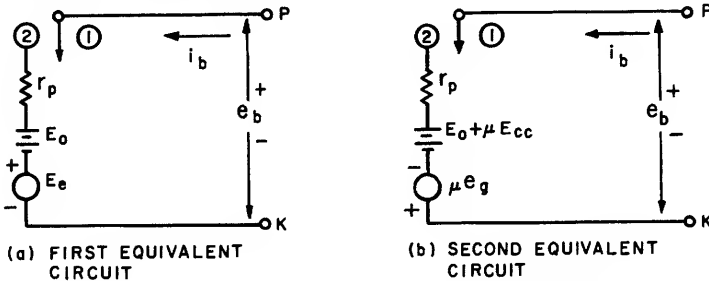 P
② ①
i_b
r_p
+
e_b
E_o
−
+
E_e
−
K
(a) FIRST EQUIVALENT
CIRCUIT
P
② ①
i_b
r_p
+
e_b
E_o+μE_cc
−
−
μe_g
+
K
(b) SECOND EQUIVALENT
CIRCUIT